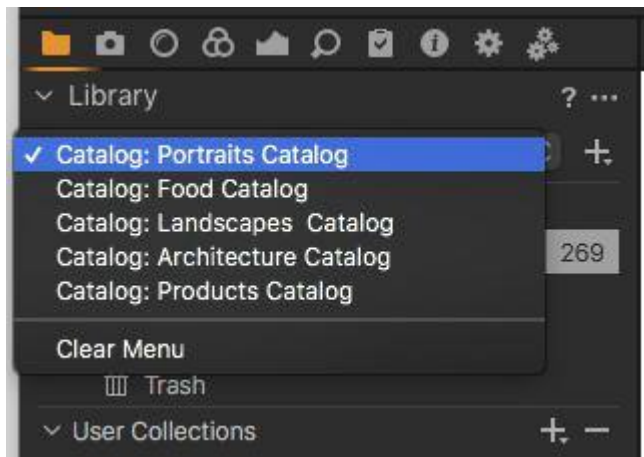 Library ? ...
Catalog: Portraits Catalog
Catalog: Food Catalog
Catalog: Landscapes  Catalog
269
Catalog: Architecture Catalog
Catalog: Products Catalog
Clear Menu
Trash
User Collections